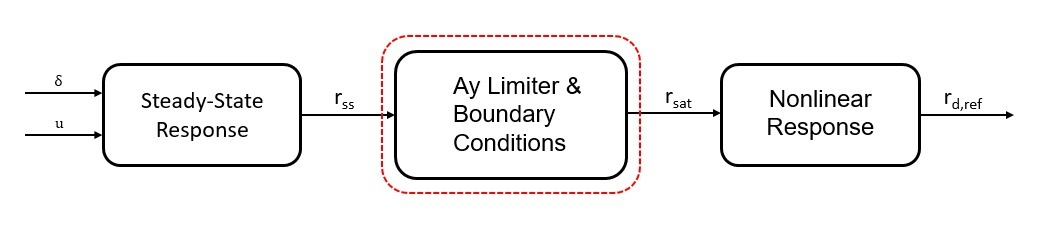 δ
u
Steady-State
Response
r_ss
Ay Limiter &
Boundary
Conditions
r_sat
Nonlinear
Response
r_d,ref